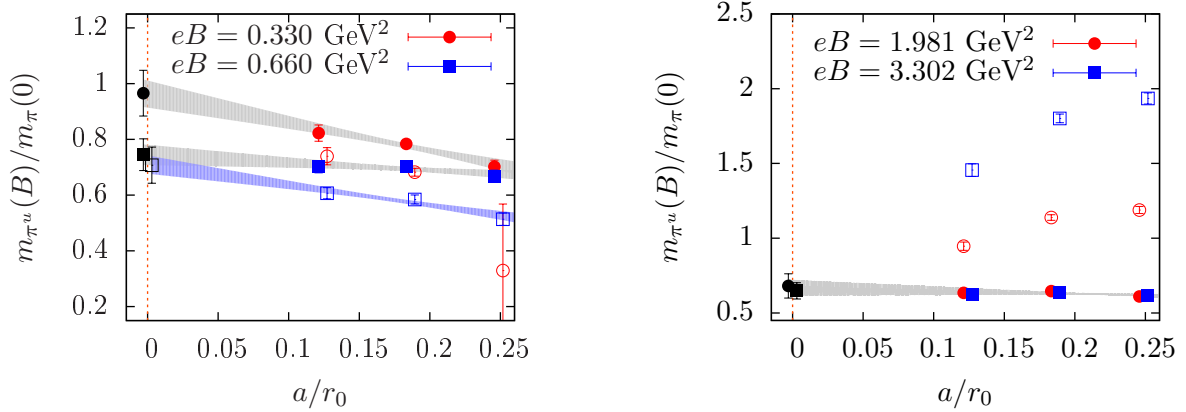 1.2
1
0.8
0.6
0.4
0.2
m_{π^u}(B)/m_π(0)
eB = 0.330 GeV²
eB = 0.660 GeV²
0 0.05 0.1 0.15 0.2 0.25
a/r₀
2.5
2
1.5
1
0.5
m_{π^u}(B)/m_π(0)
eB = 1.981 GeV²
eB = 3.302 GeV²
0 0.05 0.1 0.15 0.2 0.25
a/r₀